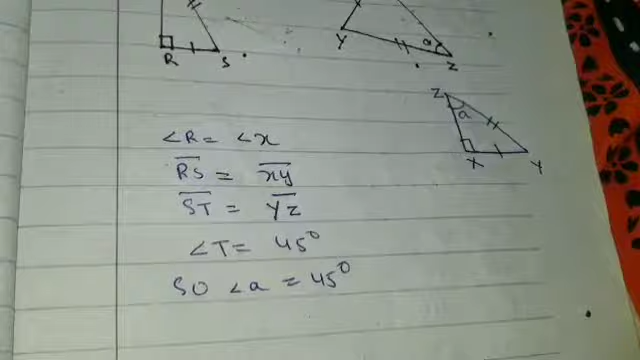 R S
Y a Z
Z a
X Y
∠R = ∠x
RS = xy
ST = YZ
∠T = 45°
SO ∠a = 45°